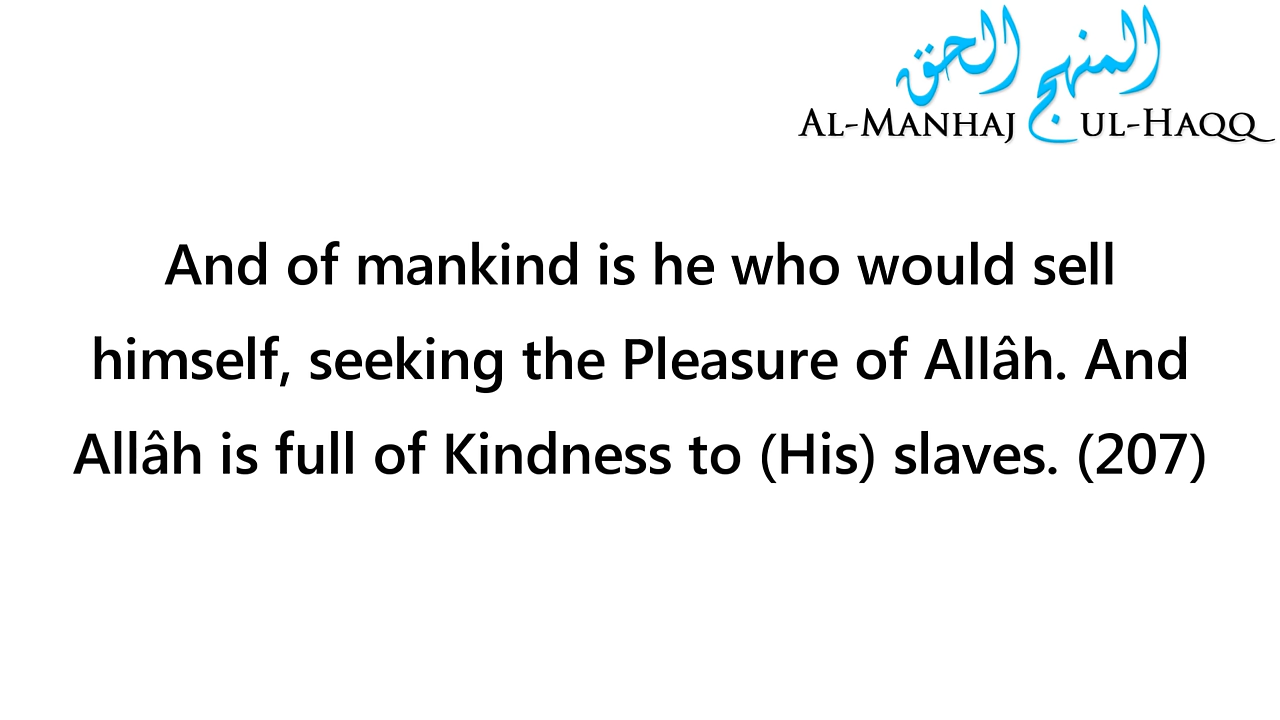 المنهج الحق
AL-MANHAJ UL-HAQQ
And of mankind is he who would sell
himself, seeking the Pleasure of Allâh. And
Allâh is full of Kindness to (His) slaves. (207)